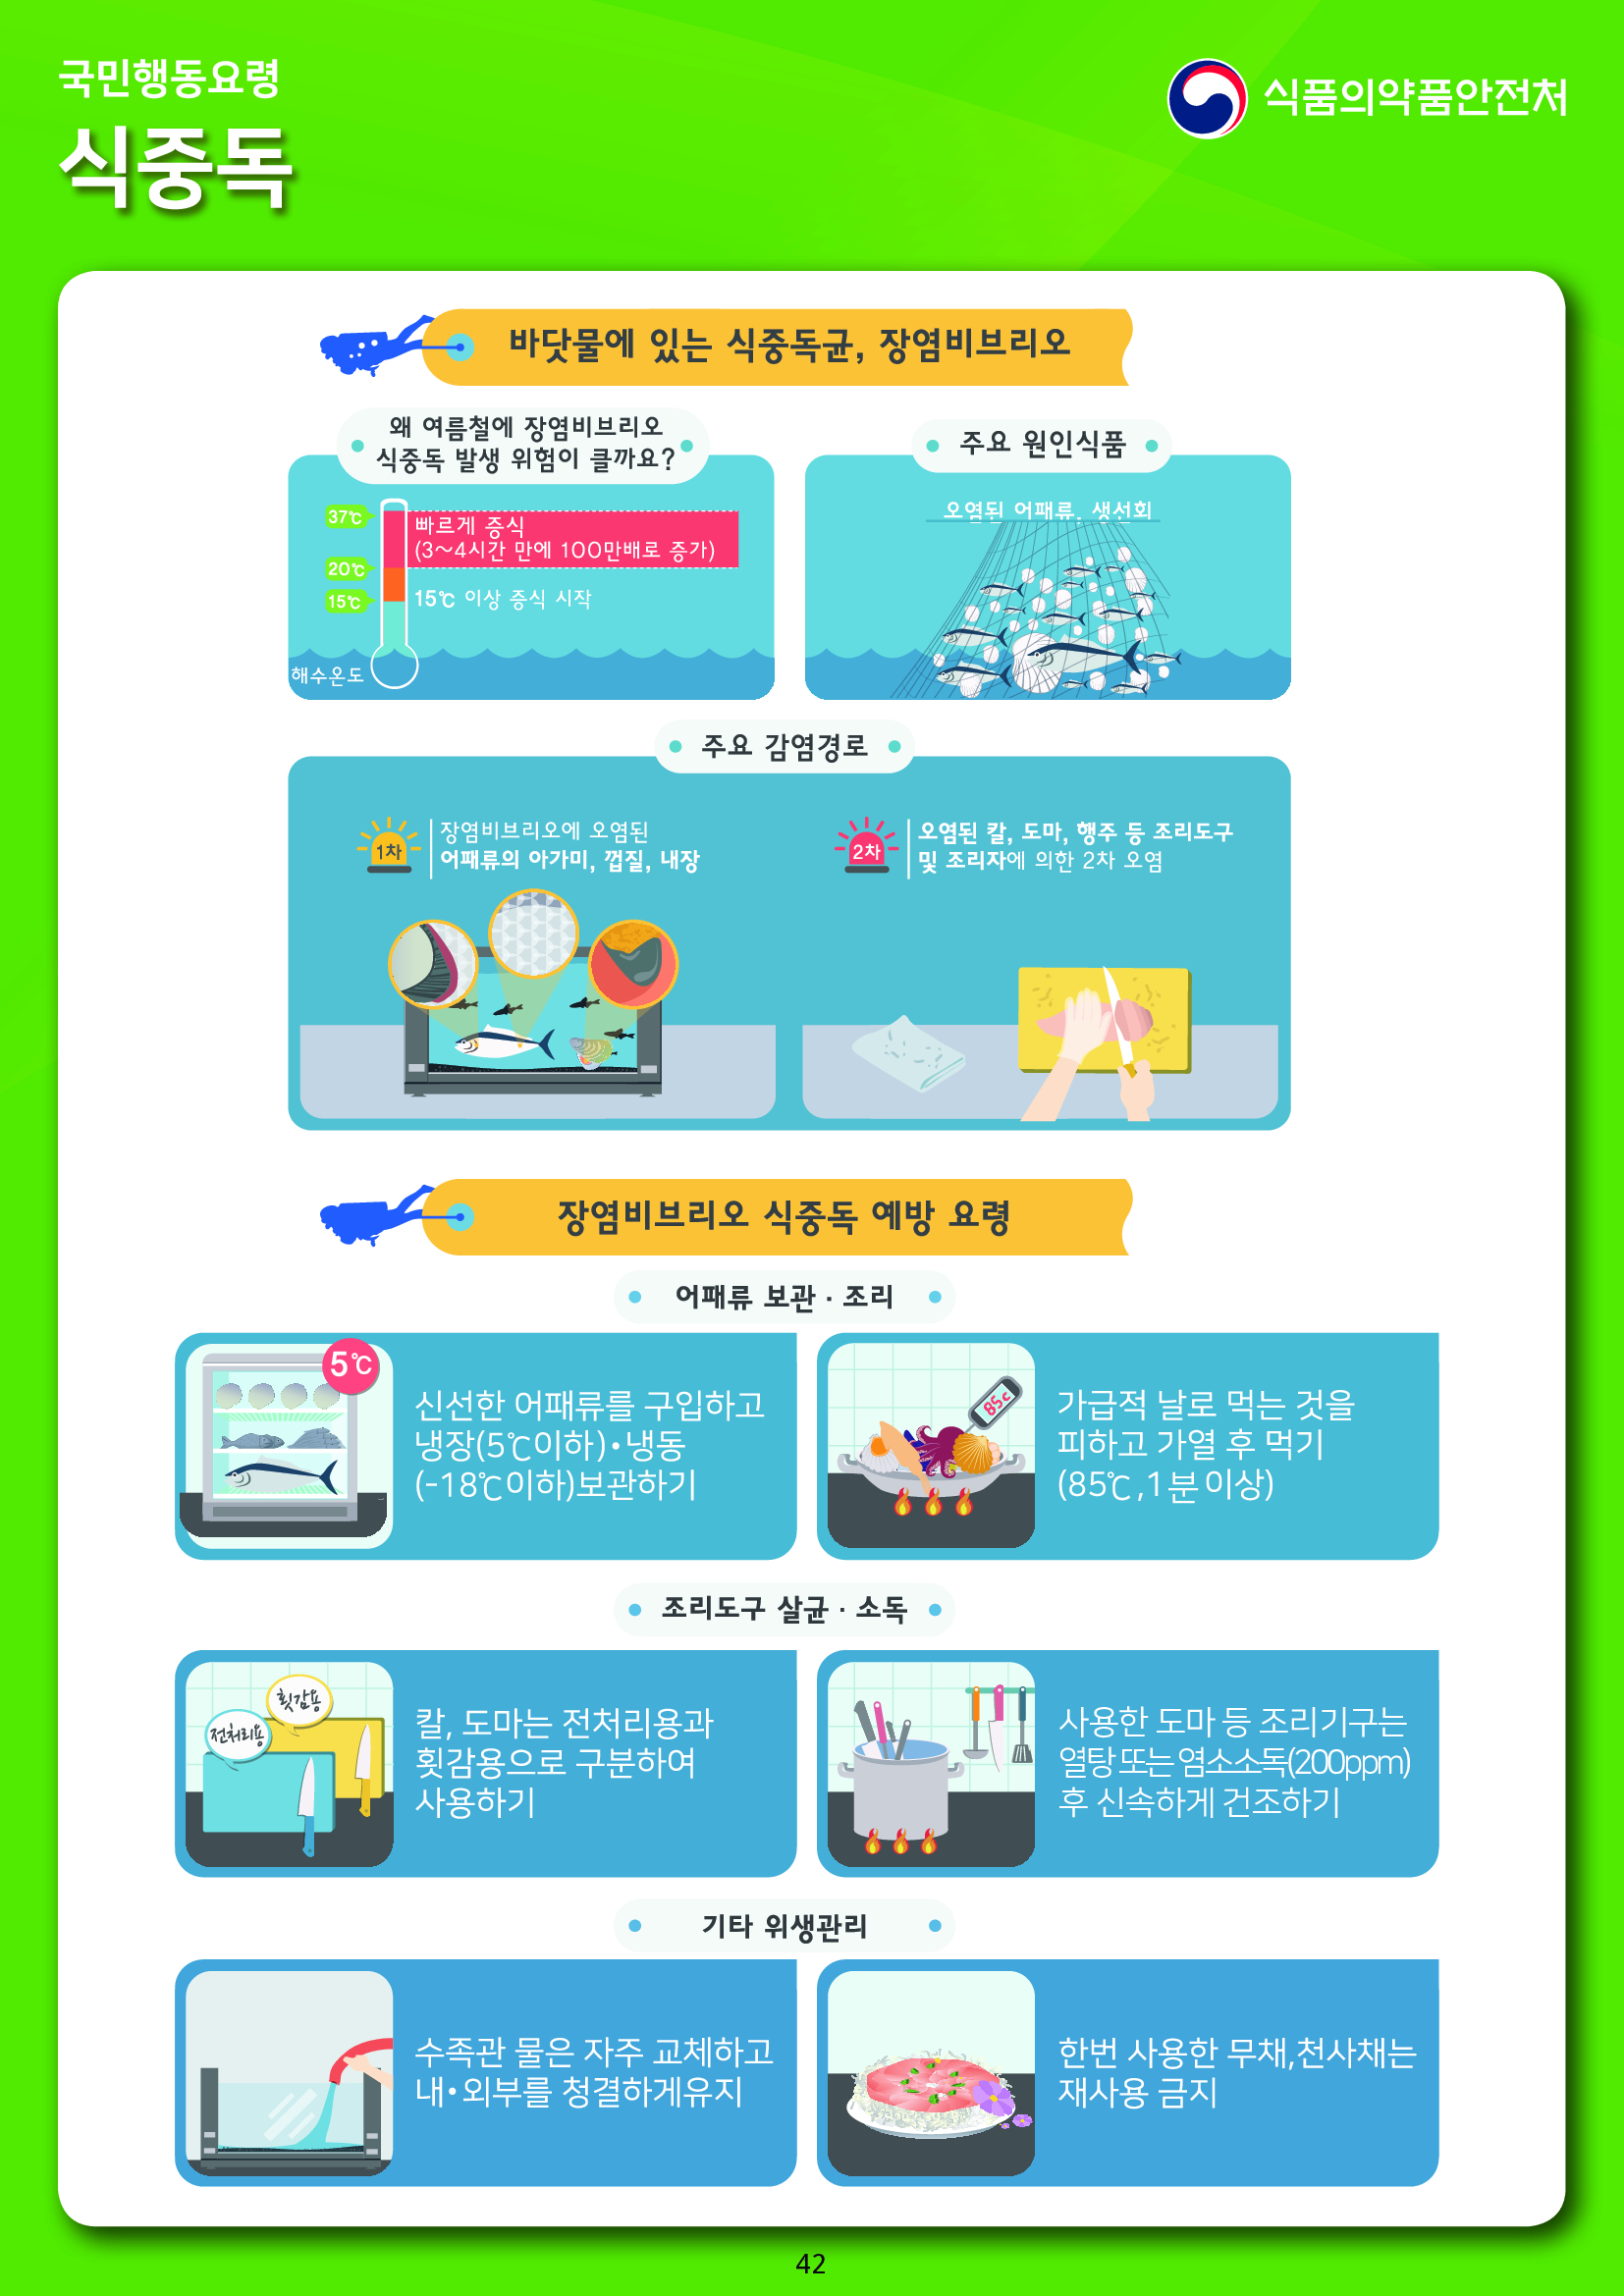 국민행동요령
식중독
식품의약품안전처
바닷물에 있는 식중독균, 장염비브리오
왜 여름철에 장염비브리오
식중독 발생 위험이 클까요?
37℃
빠르게 증식
(3~4시간 만에 100만배로 증가)
20℃
15℃
15℃ 이상 증식 시작
해수온도
주요 원인식품
오염된 어패류, 생선회
주요 감염경로
1차
장염비브리오에 오염된
어패류의 아가미, 껍질, 내장
2차
오염된 칼, 도마, 행주 등 조리도구
및 조리자에 의한 2차 오염
장염비브리오 식중독 예방 요령
어패류 보관 · 조리
5℃
신선한 어패류를 구입하고
냉장(5℃이하)•냉동
(-18℃이하)보관하기
85℃
가급적 날로 먹는 것을
피하고 가열 후 먹기
(85℃,1분이상)
조리도구 살균 · 소독
횟감용
전처리용
칼, 도마는 전처리용과
횟감용으로 구분하여
사용하기
사용한 도마 등 조리기구는
열탕 또는 염소소독(200ppm)
후 신속하게 건조하기
기타 위생관리
수족관 물은 자주 교체하고
내•외부를 청결하게유지
한번 사용한 무채,천사채는
재사용 금지
42